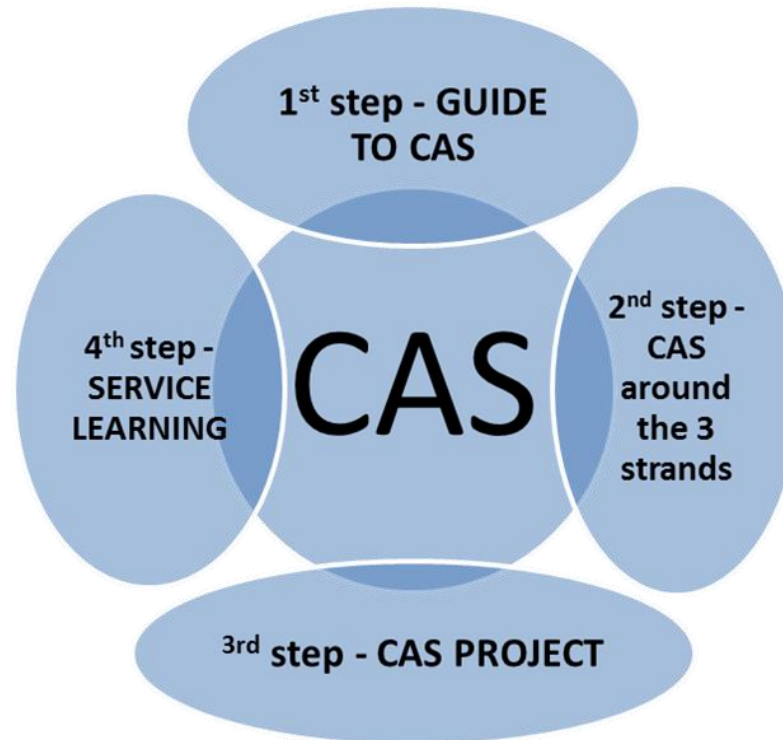 1st step - GUIDE
TO CAS
2nd step -
CAS
around
the 3
strands
3rd step - CAS PROJECT
4th step -
SERVICE
LEARNING
CAS